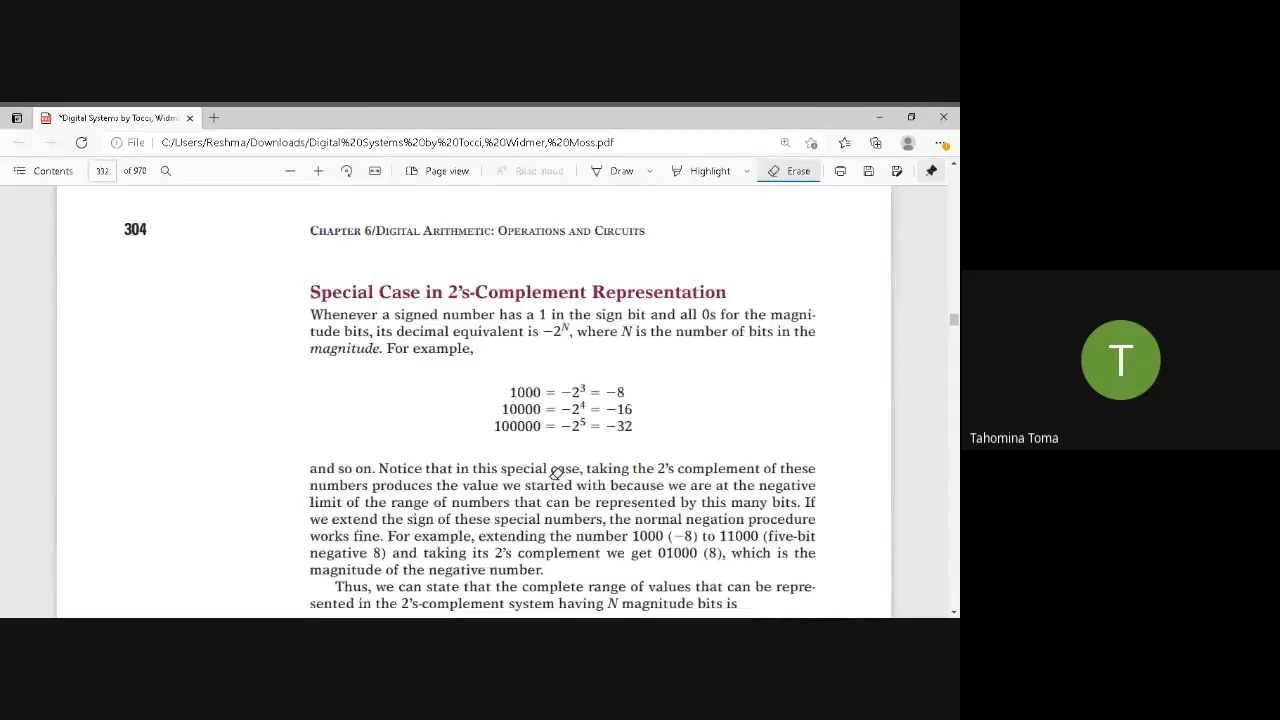 *Digital Systems by Tocci, Widme
File
C:/Users/Reshma/Downloads/Digital%20Systems%20by%20Tocci,%20Widmer,%20Moss.pdf
Contents
332 of 970
Page view
Read aloud
Draw
Highlight
Erase
304
CHAPTER 6/DIGITAL ARITHMETIC: OPERATIONS AND CIRCUITS
Special Case in 2's-Complement Representation
Whenever a signed number has a 1 in the sign bit and all 0s for the magni-
tude bits, its decimal equivalent is −2^N, where N is the number of bits in the
magnitude. For example,
1000 = −2³ = −8
10000 = −2⁴ = −16
100000 = −2⁵ = −32
and so on. Notice that in this special case, taking the 2's complement of these
numbers produces the value we started with because we are at the negative
limit of the range of numbers that can be represented by this many bits. If
we extend the sign of these special numbers, the normal negation procedure
works fine. For example, extending the number 1000 (−8) to 11000 (five-bit
negative 8) and taking its 2's complement we get 01000 (8), which is the
magnitude of the negative number.
Thus, we can state that the complete range of values that can be repre-
sented in the 2's-complement system having N magnitude bits is
T
Tahomina Toma